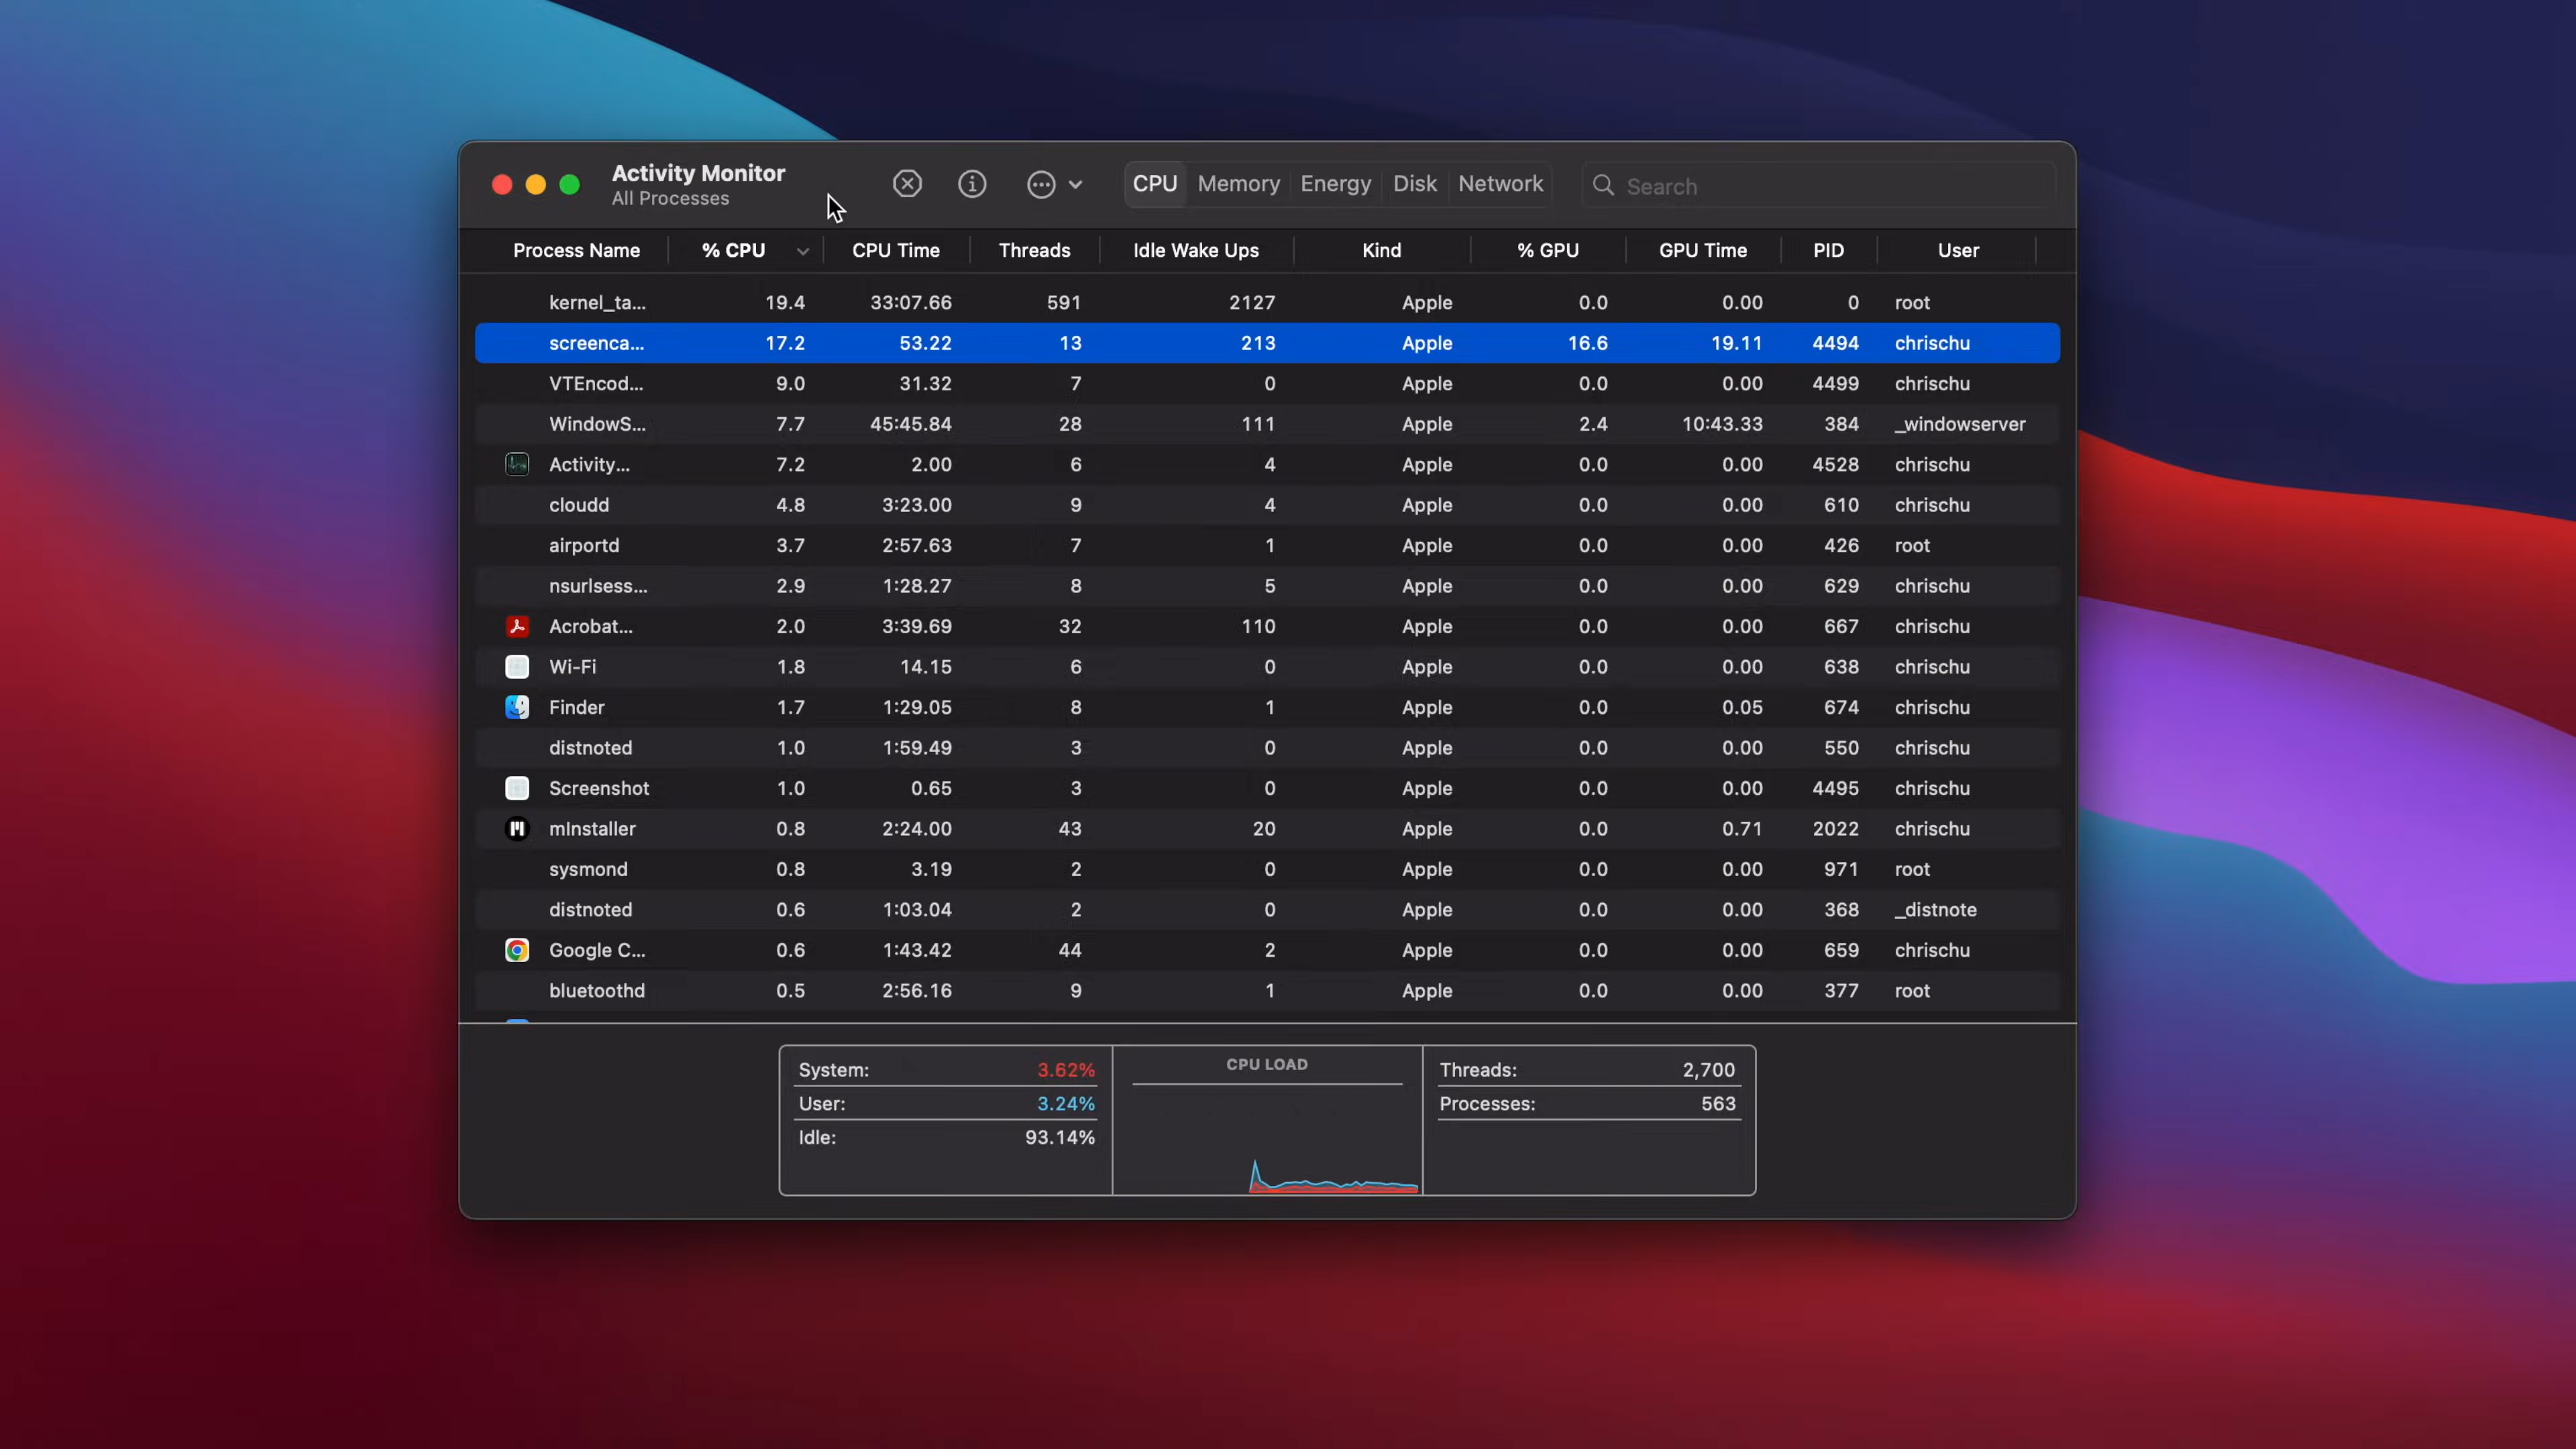 Activity Monitor
All Processes
CPU Memory Energy Disk Network Search
Process Name % CPU CPU Time Threads Idle Wake Ups Kind % GPU GPU Time PID User
kernel_ta... 19.4 33:07.66 591 2127 Apple 0.0 0.00 0 root
screenca... 17.2 53.22 13 213 Apple 16.6 19.11 4494 chrischu
VTEncod... 9.0 31.32 7 0 Apple 0.0 0.00 4499 chrischu
WindowS... 7.7 45:45.84 28 111 Apple 2.4 10:43.33 384 _windowserver
Activity... 7.2 2.00 6 4 Apple 0.0 0.00 4528 chrischu
cloudd 4.8 3:23.00 9 4 Apple 0.0 0.00 610 chrischu
airportd 3.7 2:57.63 7 1 Apple 0.0 0.00 426 root
nsurlsess... 2.9 1:28.27 8 5 Apple 0.0 0.00 629 chrischu
Acrobat... 2.0 3:39.69 32 110 Apple 0.0 0.00 667 chrischu
Wi-Fi 1.8 14.15 6 0 Apple 0.0 0.00 638 chrischu
Finder 1.7 1:29.05 8 1 Apple 0.0 0.05 674 chrischu
distnoted 1.0 1:59.49 3 0 Apple 0.0 0.00 550 chrischu
Screenshot 1.0 0.65 3 0 Apple 0.0 0.00 4495 chrischu
mInstaller 0.8 2:24.00 43 20 Apple 0.0 0.71 2022 chrischu
sysmond 0.8 3.19 2 0 Apple 0.0 0.00 971 root
distnoted 0.6 1:03.04 2 0 Apple 0.0 0.00 368 _distnote
Google C... 0.6 1:43.42 44 2 Apple 0.0 0.00 659 chrischu
bluetoothd 0.5 2:56.16 9 1 Apple 0.0 0.00 377 root
System: 3.62%
User: 3.24%
Idle: 93.14%
CPU LOAD
Threads: 2,700
Processes: 563